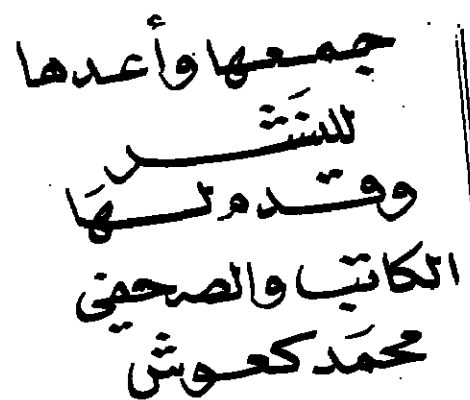 جمعها وأعدها
للنشر
وقدم لها
الكاتب والصحفي
محمد كعوش